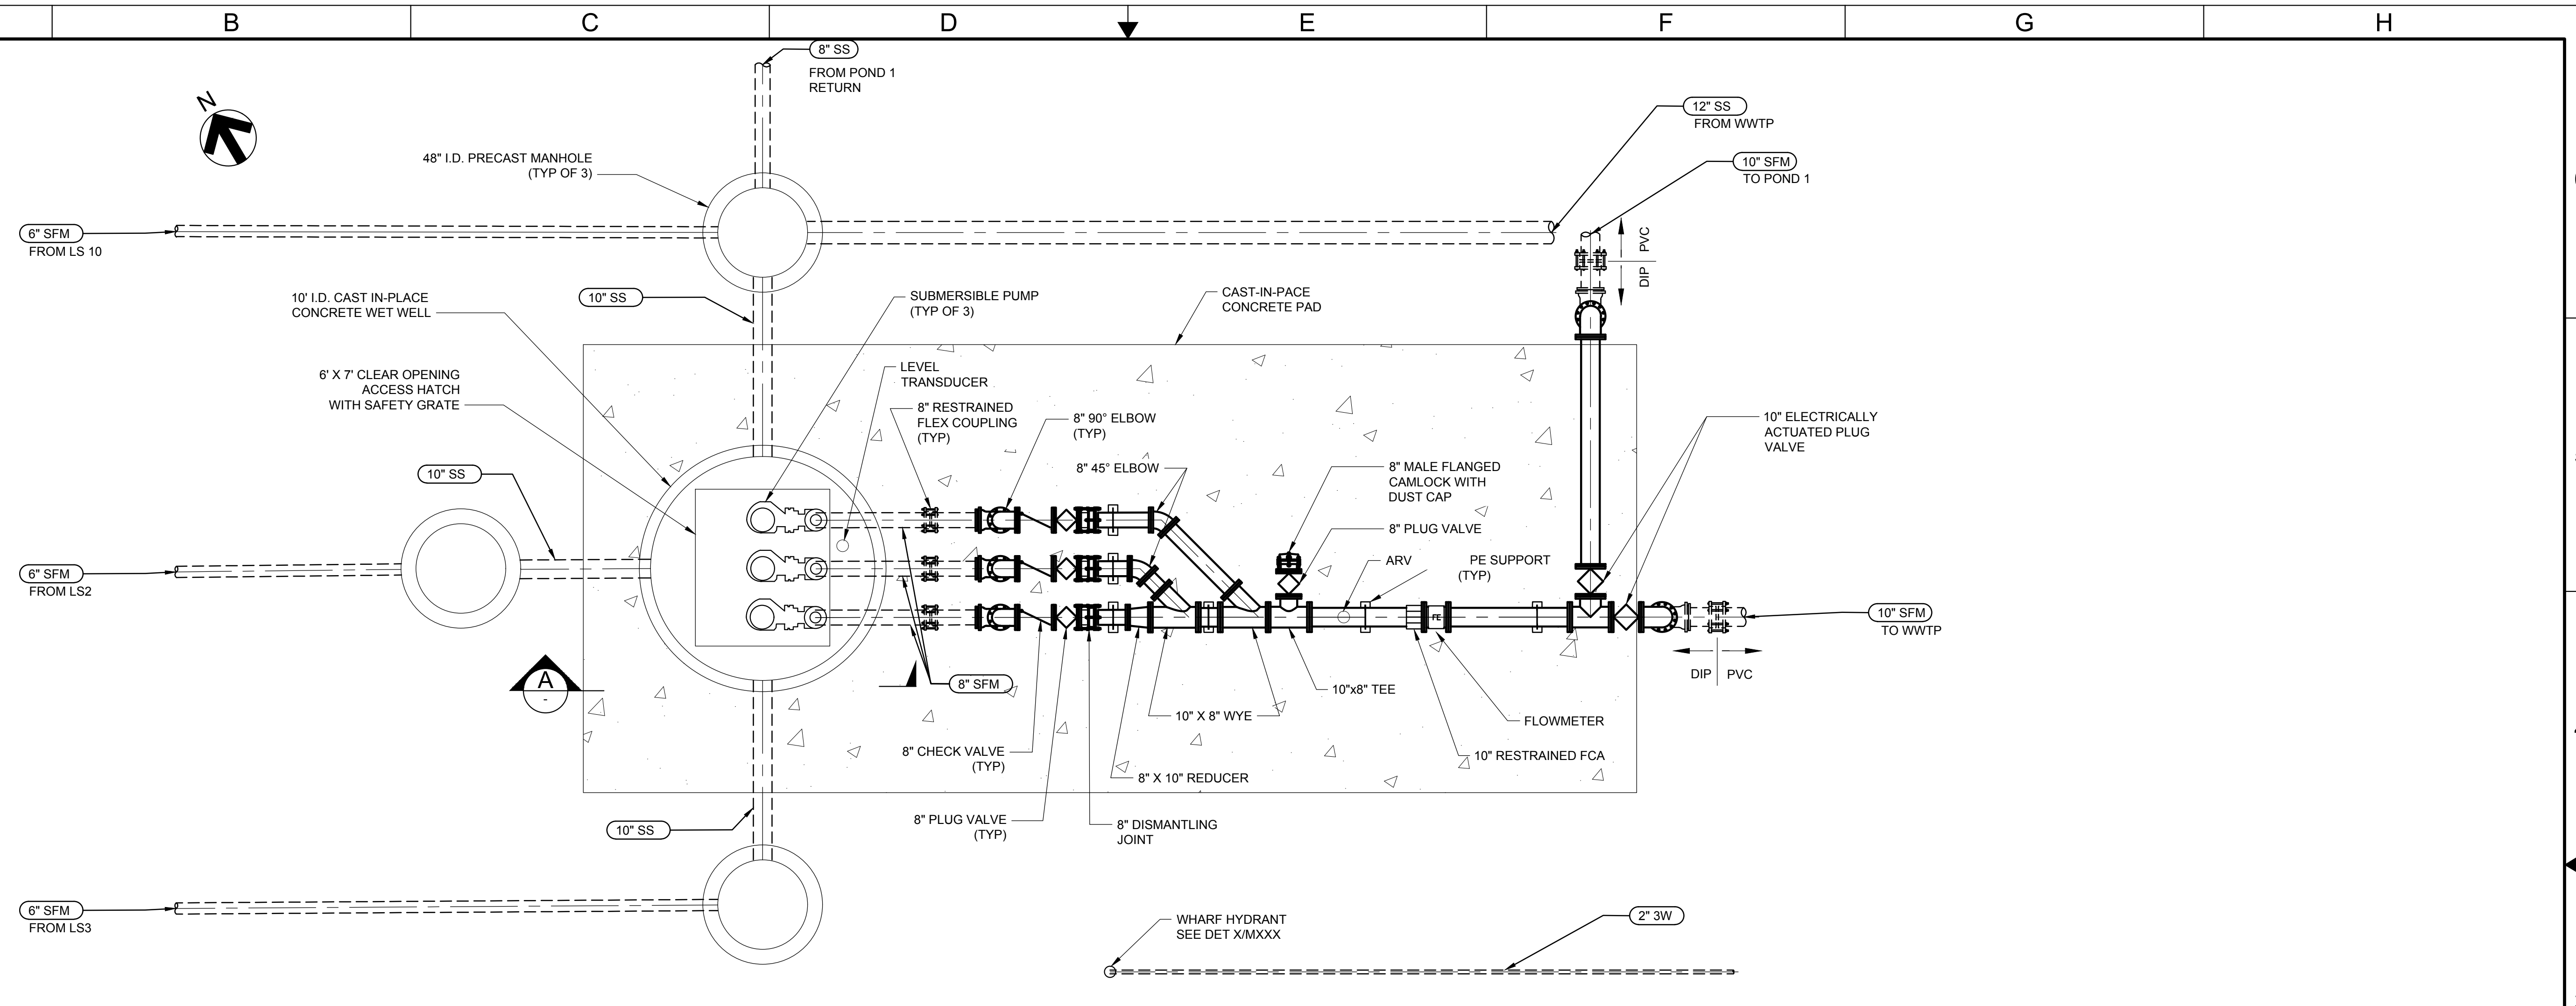 B
C
D
E
F
G
H
8" SS
FROM POND 1
RETURN
N
12" SS
FROM WWTP
10" SFM
TO POND 1
48" I.D. PRECAST MANHOLE
(TYP OF 3)
6" SFM
FROM LS 10
PVC
DIP
10" SS
10' I.D. CAST IN-PLACE
CONCRETE WET WELL
SUBMERSIBLE PUMP
(TYP OF 3)
CAST-IN-PACE
CONCRETE PAD
6' X 7' CLEAR OPENING
ACCESS HATCH
WITH SAFETY GRATE
LEVEL
TRANSDUCER
8" RESTRAINED
FLEX COUPLING
(TYP)
8" 90° ELBOW
(TYP)
10" ELECTRICALLY
ACTUATED PLUG
VALVE
8" 45° ELBOW
8" MALE FLANGED
CAMLOCK WITH
DUST CAP
10" SS
8" PLUG VALVE
ARV
PE SUPPORT
(TYP)
6" SFM
FROM LS2
FE
10" SFM
TO WWTP
DIP
PVC
A
-
8" SFM
10"x8" TEE
10" X 8" WYE
FLOWMETER
8" CHECK VALVE
(TYP)
10" RESTRAINED FCA
8" X 10" REDUCER
8" PLUG VALVE
(TYP)
8" DISMANTLING
JOINT
10" SS
6" SFM
FROM LS3
WHARF HYDRANT
SEE DET X/MXXX
2" 3W